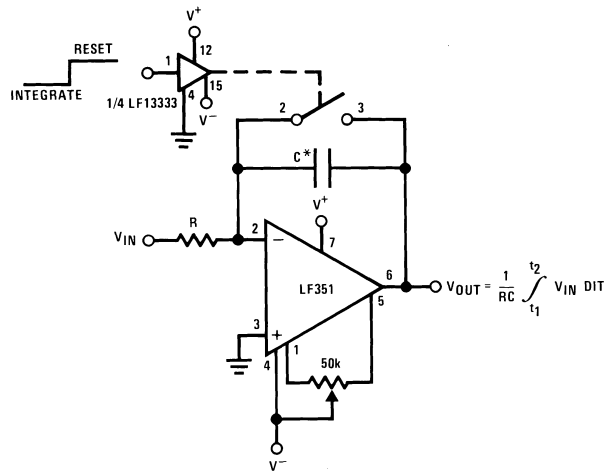 V+
12
RESET
1
4
15
INTEGRATE
1/4 LF13333
V−
2
3
C*
V+
R
VIN
2
−
7
LF351
6
VOUT = 1/RC ∫ t1 t2 VIN DIT
5
3
+
4
1
50k
V−